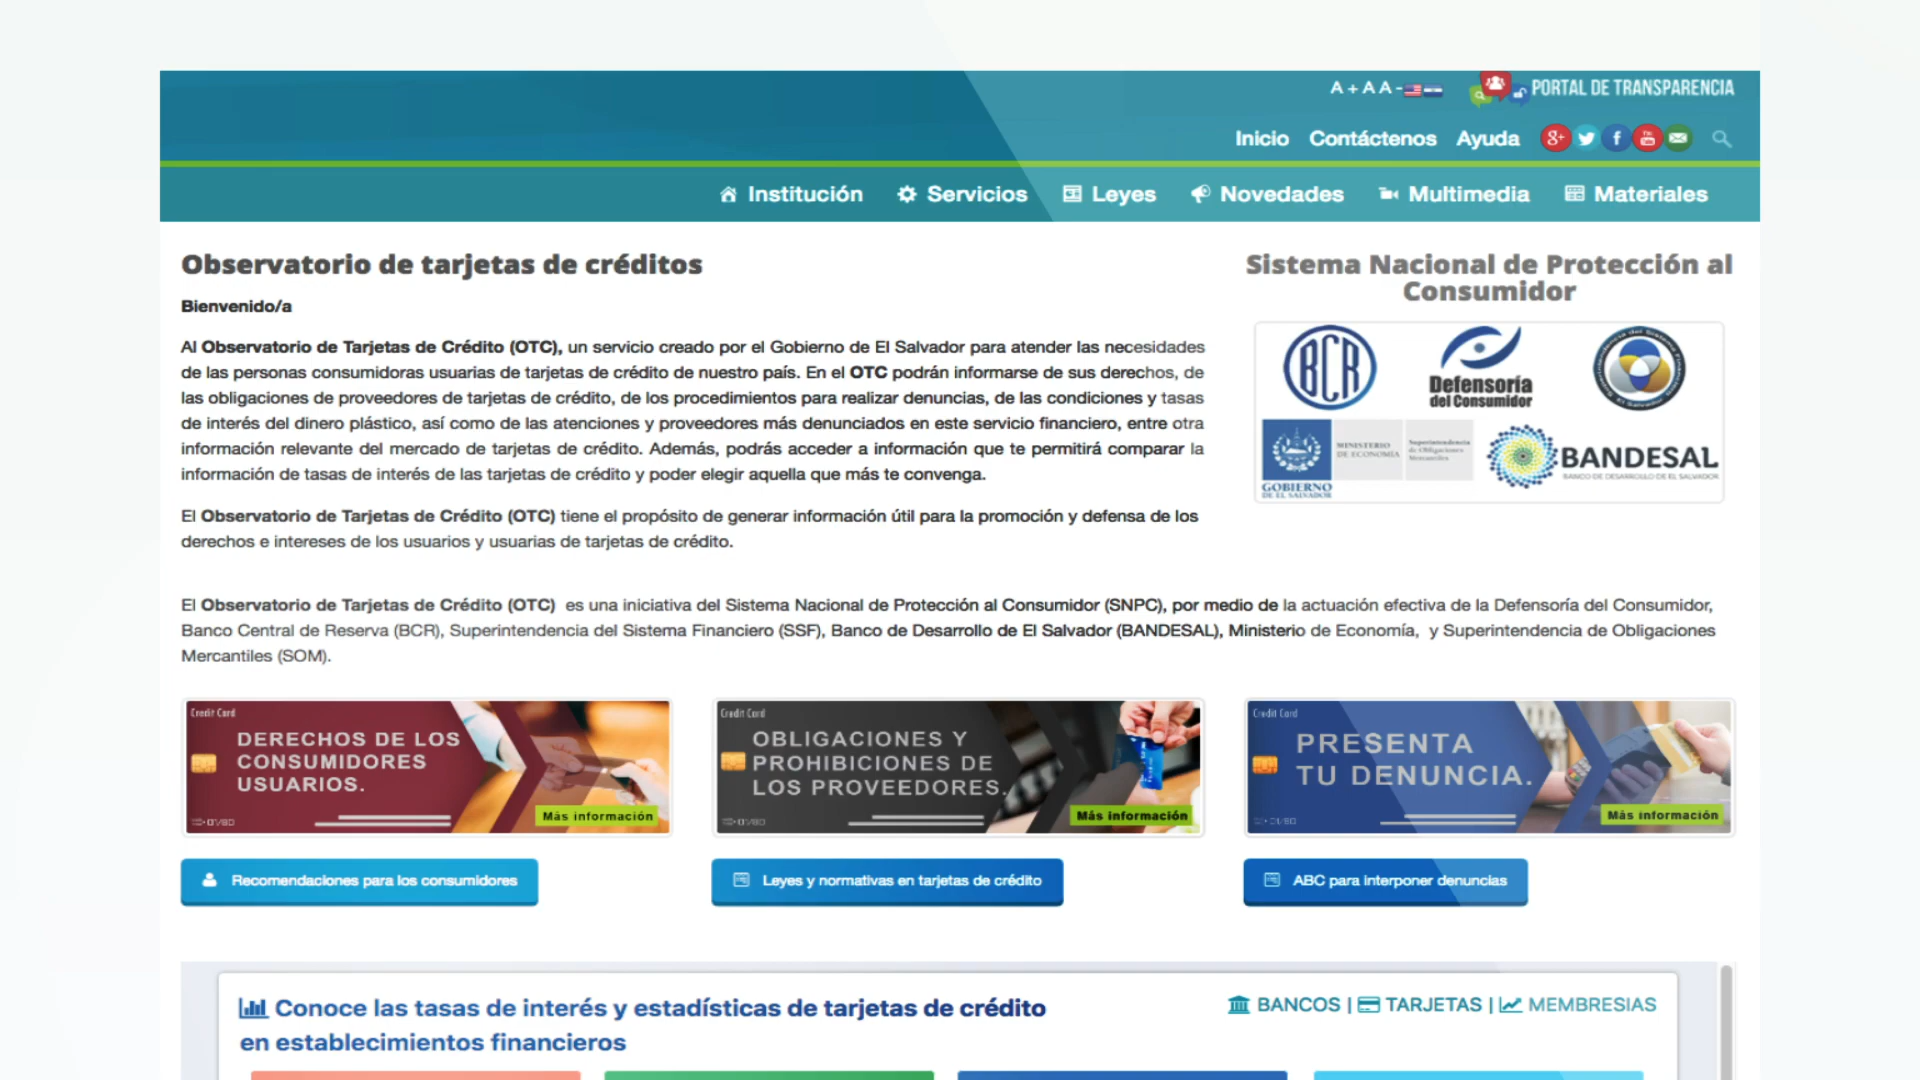 A+ A A-
PORTAL DE TRANSPARENCIA
Inicio Contáctenos Ayuda
Institución Servicios Leyes Novedades Multimedia Materiales
Observatorio de tarjetas de créditos
Bienvenido/a
Al Observatorio de Tarjetas de Crédito (OTC), un servicio creado por el Gobierno de El Salvador para atender las necesidades
de las personas consumidoras usuarias de tarjetas de crédito de nuestro país. En el OTC podrán informarse de sus derechos, de
las obligaciones de proveedores de tarjetas de crédito, de los procedimientos para realizar denuncias, de las condiciones y tasas
de interés del dinero plástico, así como de las atenciones y proveedores más denunciados en este servicio financiero, entre otra
información relevante del mercado de tarjetas de crédito. Además, podrás acceder a información que te permitirá comparar la
información de tasas de interés de las tarjetas de crédito y poder elegir aquella que más te convenga.
El Observatorio de Tarjetas de Crédito (OTC) tiene el propósito de generar información útil para la promoción y defensa de los
derechos e intereses de los usuarios y usuarias de tarjetas de crédito.
Sistema Nacional de Protección al
Consumidor
BCR
Defensoría
del Consumidor
MINISTERIO
DE ECONOMÍA
Superintendencia
de Obligaciones
Mercantiles
GOBIERNO
DE EL SALVADOR
BANDESAL
BANCO DE DESARROLLO DE EL SALVADOR
El Observatorio de Tarjetas de Crédito (OTC) es una iniciativa del Sistema Nacional de Protección al Consumidor (SNPC), por medio de la actuación efectiva de la Defensoría del Consumidor,
Banco Central de Reserva (BCR), Superintendencia del Sistema Financiero (SSF), Banco de Desarrollo de El Salvador (BANDESAL), Ministerio de Economía, y Superintendencia de Obligaciones
Mercantiles (SOM).
Credit Card
DERECHOS DE LOS
CONSUMIDORES
USUARIOS.
Más información
Credit Card
OBLIGACIONES Y
PROHIBICIONES DE
LOS PROVEEDORES.
Más información
Credit Card
PRESENTA
TU DENUNCIA.
Más información
Recomendaciones para los consumidores
Leyes y normativas en tarjetas de crédito
ABC para interponer denuncias
Conoce las tasas de interés y estadísticas de tarjetas de crédito
en establecimientos financieros
BANCOS | TARJETAS | MEMBRESIAS